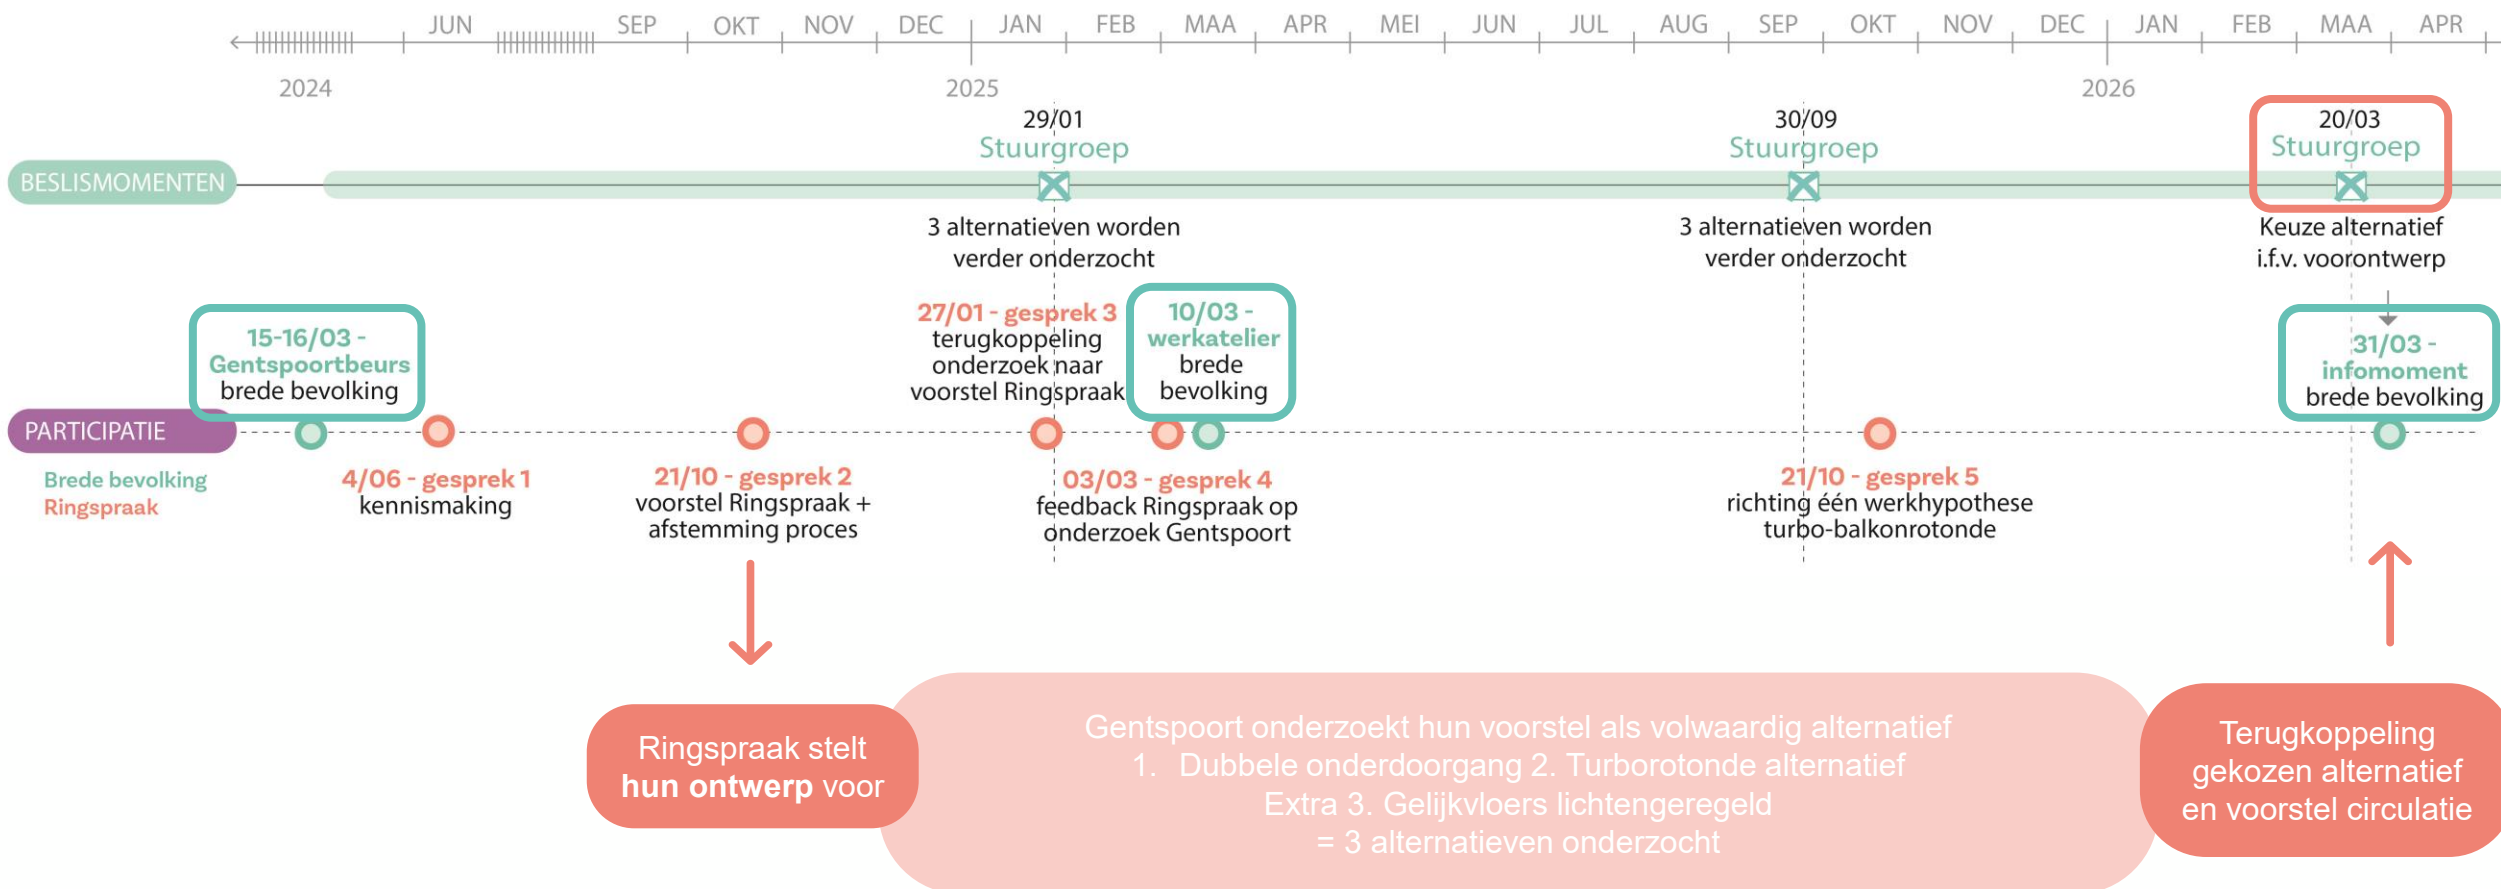 JUN SEP OKT NOV DEC JAN FEB MAA APR MEI JUN JUL AUG SEP OKT NOV DEC JAN FEB MAA APR
2024 2025 2026
BESLISMOMENTEN
29/01
Stuurgroep
3 alternatieven worden
verder onderzocht
30/09
Stuurgroep
3 alternatieven worden
verder onderzocht
20/03
Stuurgroep
Keuze alternatief
i.f.v. voorontwerp
PARTICIPATIE
Brede bevolking
Ringspraak
15-16/03 -
Gentspoortbeurs
brede bevolking
4/06 - gesprek 1
kennismaking
21/10 - gesprek 2
voorstel Ringspraak +
afstemming proces
27/01 - gesprek 3
terugkoppeling
onderzoek naar
voorstel Ringspraak
03/03 - gesprek 4
feedback Ringspraak op
onderzoek Gentspoort
10/03 -
werkatelier
brede
bevolking
21/10 - gesprek 5
richting één werkhypothese
turbo-balkonrotonde
31/03 -
infomoment
brede bevolking
Ringspraak stelt
hun ontwerp voor
Gentspoort onderzoekt hun voorstel als volwaardig alternatief
1. Dubbele onderdoorgang 2. Turborotonde alternatief
Extra 3. Gelijkvloers lichtengeregeld
= 3 alternatieven onderzocht
Terugkoppeling
gekozen alternatief
en voorstel circulatie